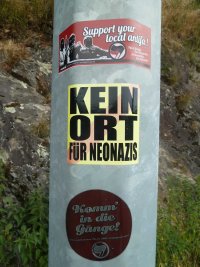 Support your
local antifa!
KEIN
ORT
FÜR NEONAZIS
Komm'
in die
Gänge!